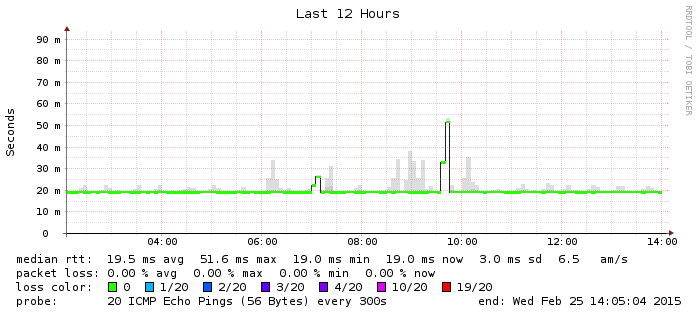 Last 12 Hours
RRDTOOL / TOBI OETIKER
Seconds
90 m
80 m
70 m
60 m
50 m
40 m
30 m
20 m
10 m
0
04:00 06:00 08:00 10:00 12:00 14:00
median rtt: 19.5 ms avg 51.6 ms max 19.0 ms min 19.0 ms now 3.0 ms sd 6.5 am/s
packet loss: 0.00 % avg 0.00 % max 0.00 % min 0.00 % now
loss color: 0 1/20 2/20 3/20 4/20 10/20 19/20
probe: 20 ICMP Echo Pings (56 Bytes) every 300s end: Wed Feb 25 14:05:04 2015